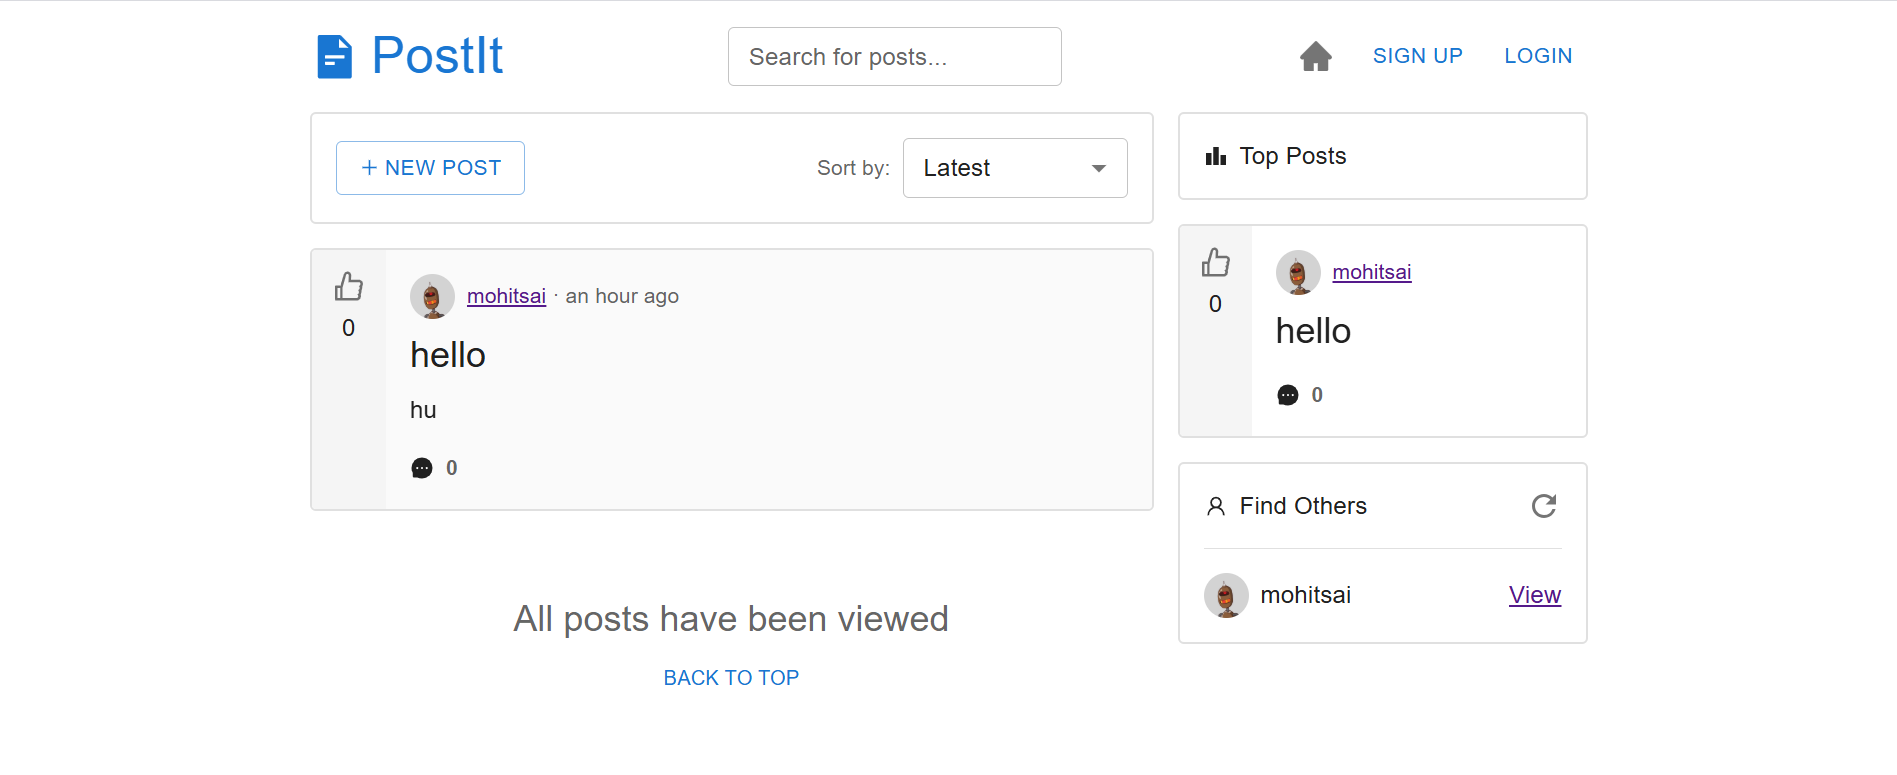 PostIt
Search for posts...
SIGN UP
LOGIN
+ NEW POST
Sort by:
Latest
0
mohitsai · an hour ago
hello
hu
0
All posts have been viewed
BACK TO TOP
Top Posts
0
mohitsai
hello
0
Find Others
mohitsai
View